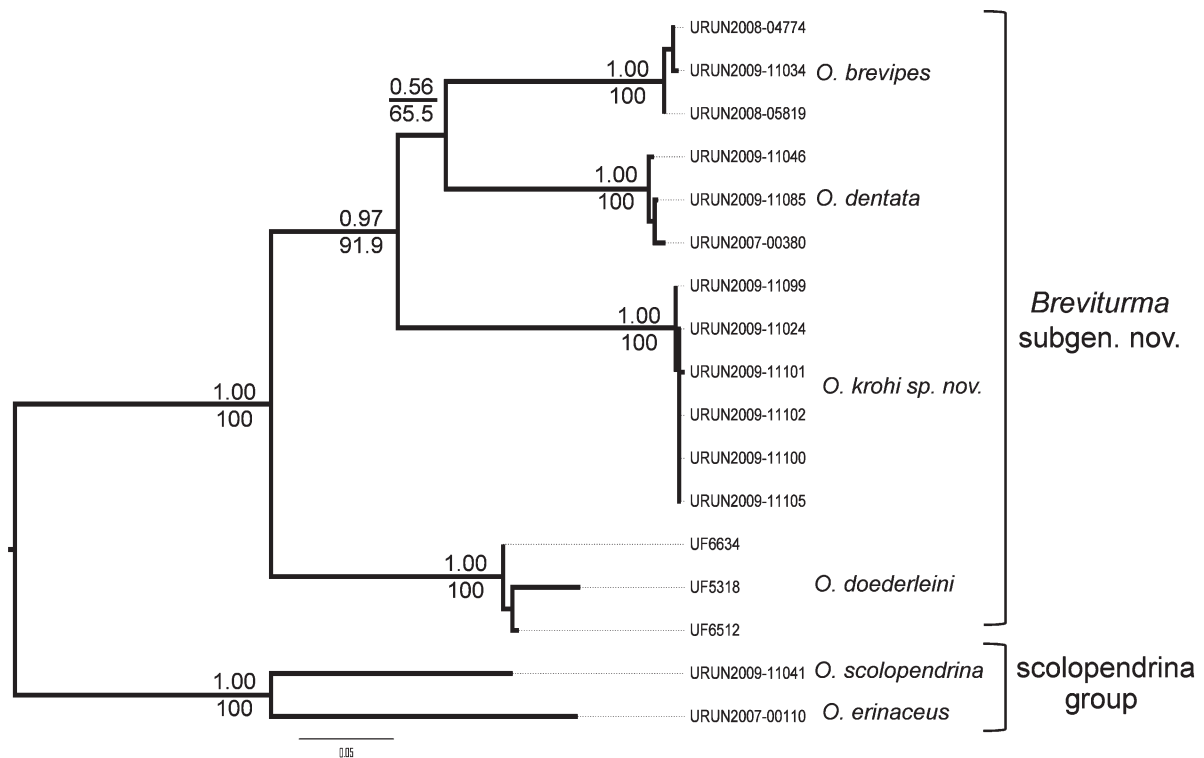 URUN2008-04774
URUN2009-11034
O. brevipes
1.00
100
URUN2008-05819
0.56
65.5
URUN2009-11046
1.00
100
URUN2009-11085
O. dentata
URUN2007-00380
0.97
91.9
URUN2009-11099
1.00
100
URUN2009-11024
URUN2009-11101
O. krohi sp. nov.
URUN2009-11102
URUN2009-11100
URUN2009-11105
Breviturma
subgen. nov.
1.00
100
UF6634
1.00
100
UF5318
O. doederleini
UF6512
URUN2009-11041
O. scolopendrina
1.00
100
URUN2007-00110
O. erinaceus
scolopendrina
group
0.05